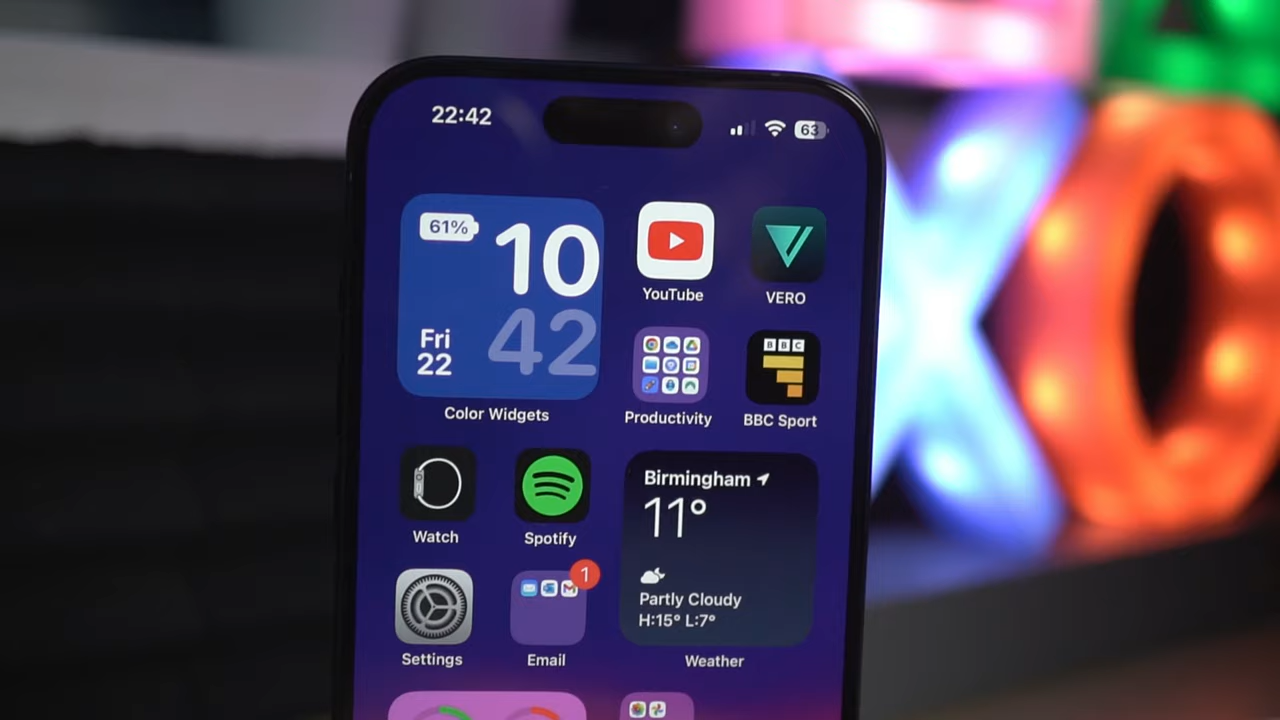 22:42
63
61%
10
42
Fri
22
Color Widgets
YouTube
VERO
Productivity
BBC
BBC Sport
Watch
Spotify
Birmingham
11°
Partly Cloudy
H:15° L:7°
Weather
Settings
1
Email